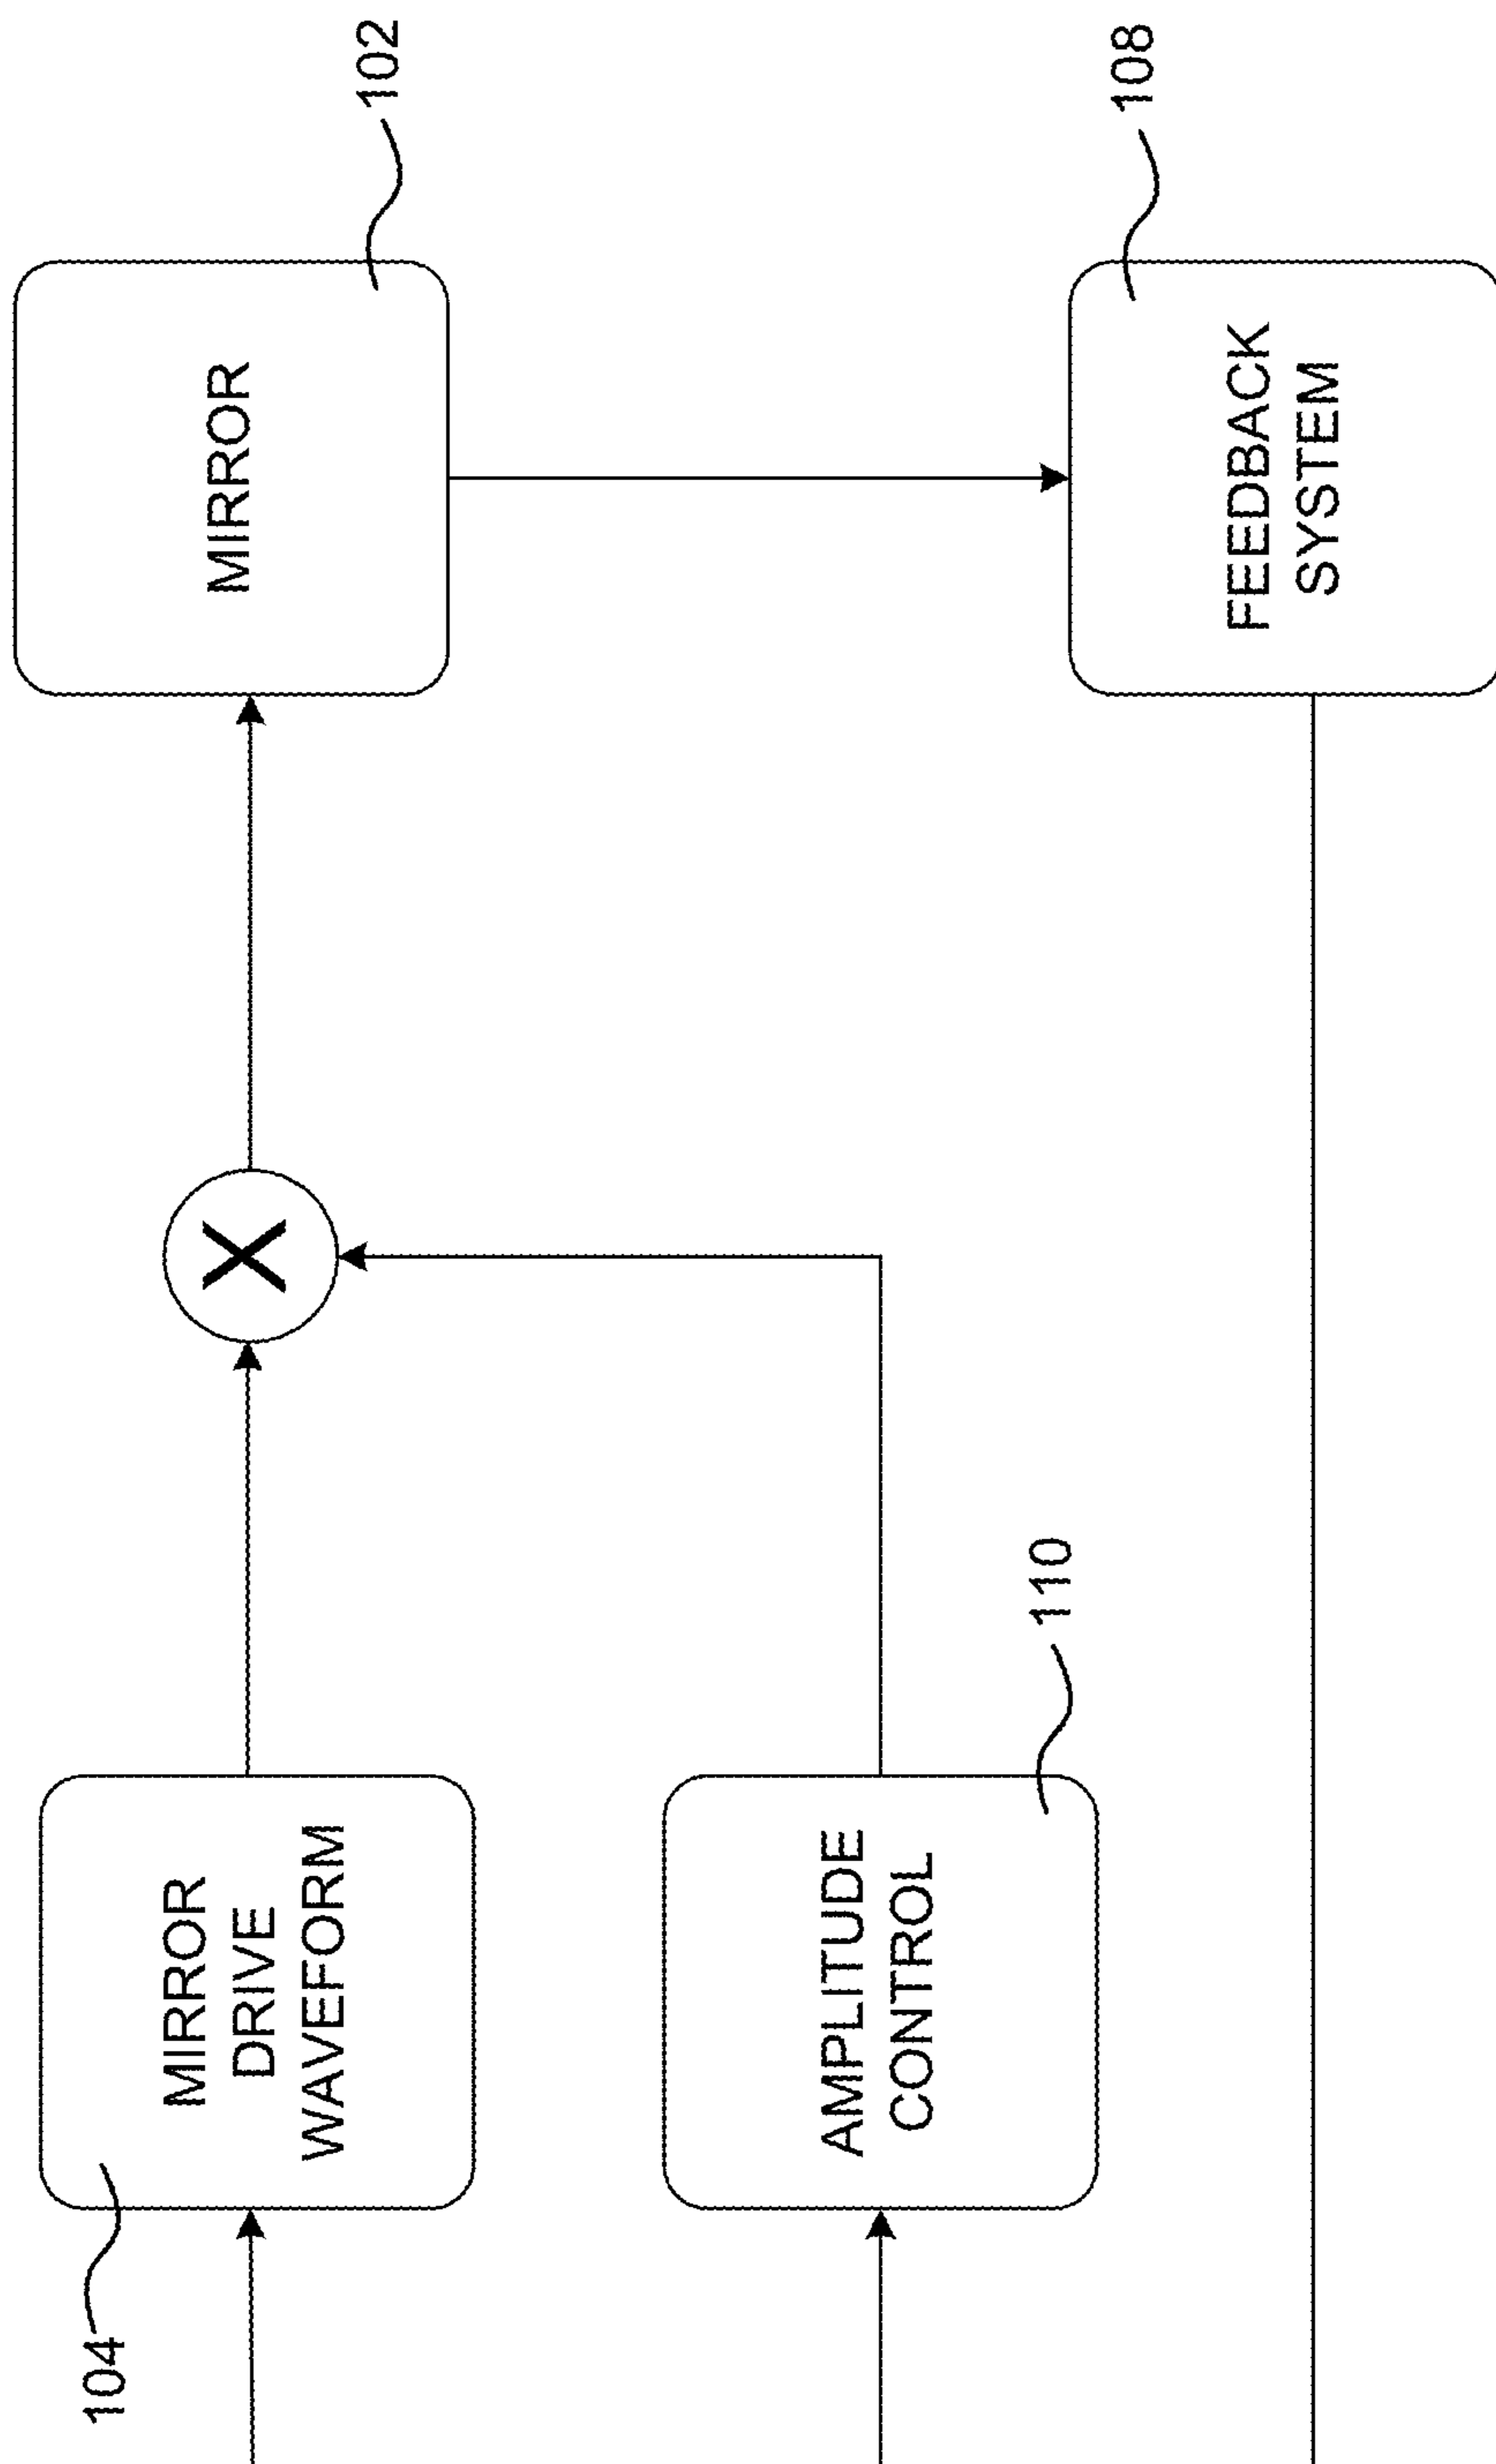 104
MIRROR
DRIVE
WAVEFORM
X
MIRROR
102
AMPLITUDE
CONTROL
110
FEEDBACK
SYSTEM
108